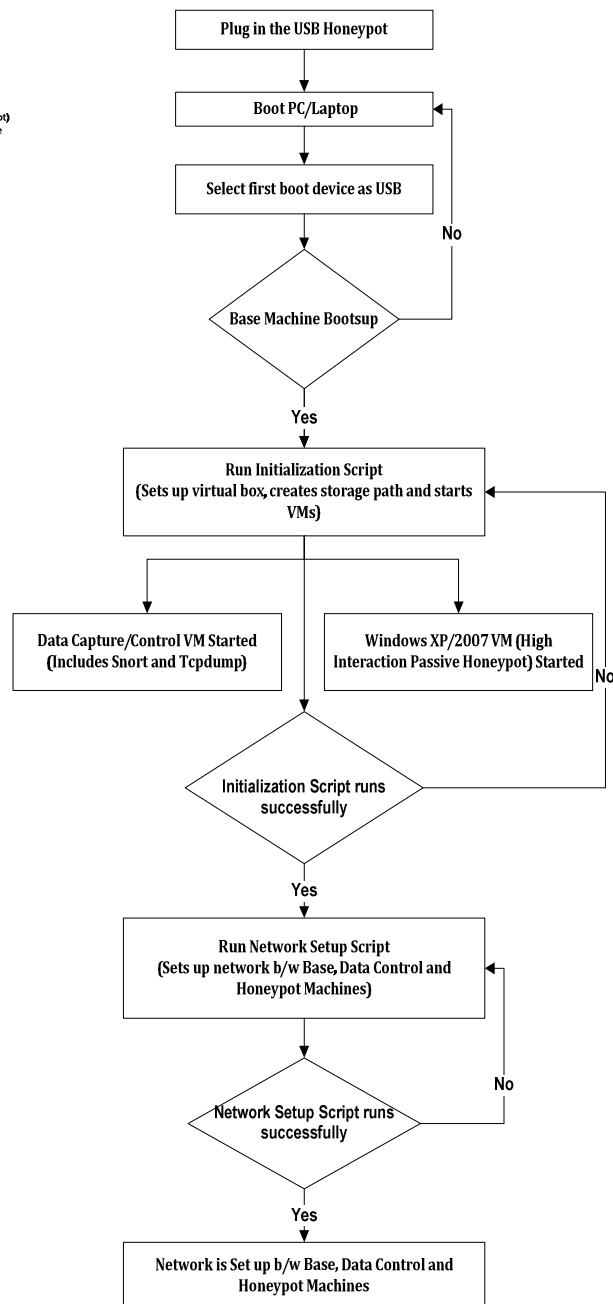 Plug in the USB Honeypot
ot)
e
Boot PC/Laptop
Select first boot device as USB
No
Base Machine Bootsup
Yes
Run Initialization Script
(Sets up virtual box, creates storage path and starts
VMs)
Data Capture/Control VM Started
(Includes Snort and Tcpdump)
Windows XP/2007 VM (High
Interaction Passive Honeypot) Started
No
Initialization Script runs
successfully
Yes
Run Network Setup Script
(Sets up network b/w Base, Data Control and
Honeypot Machines)
No
Network Setup Script runs
successfully
Yes
Network is Set up b/w Base, Data Control and
Honeypot Machines